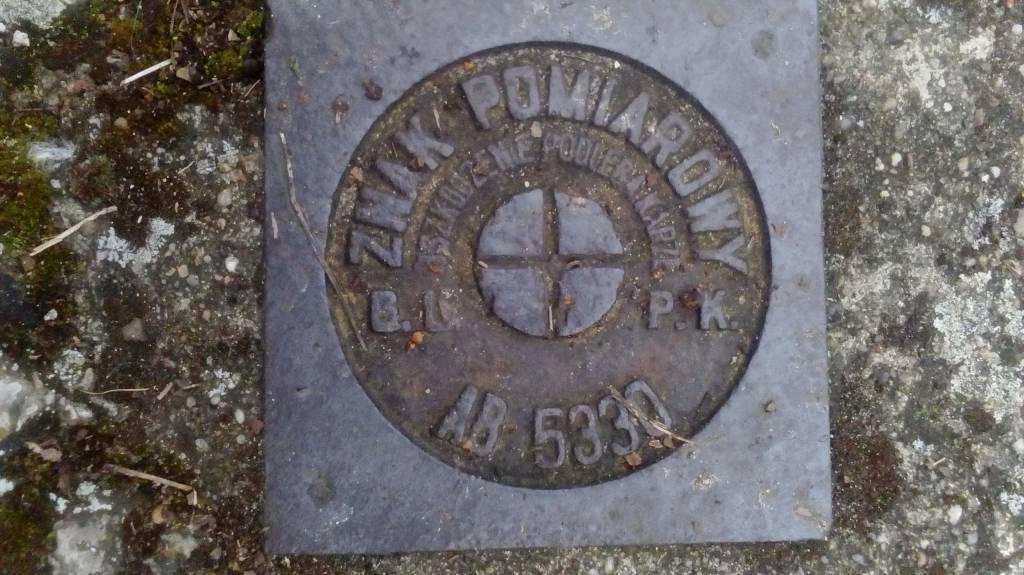 ZNAK POMIAROWY
USZKODZENIE PODLEGA KARZE
B. L. P. K.
AB 5330